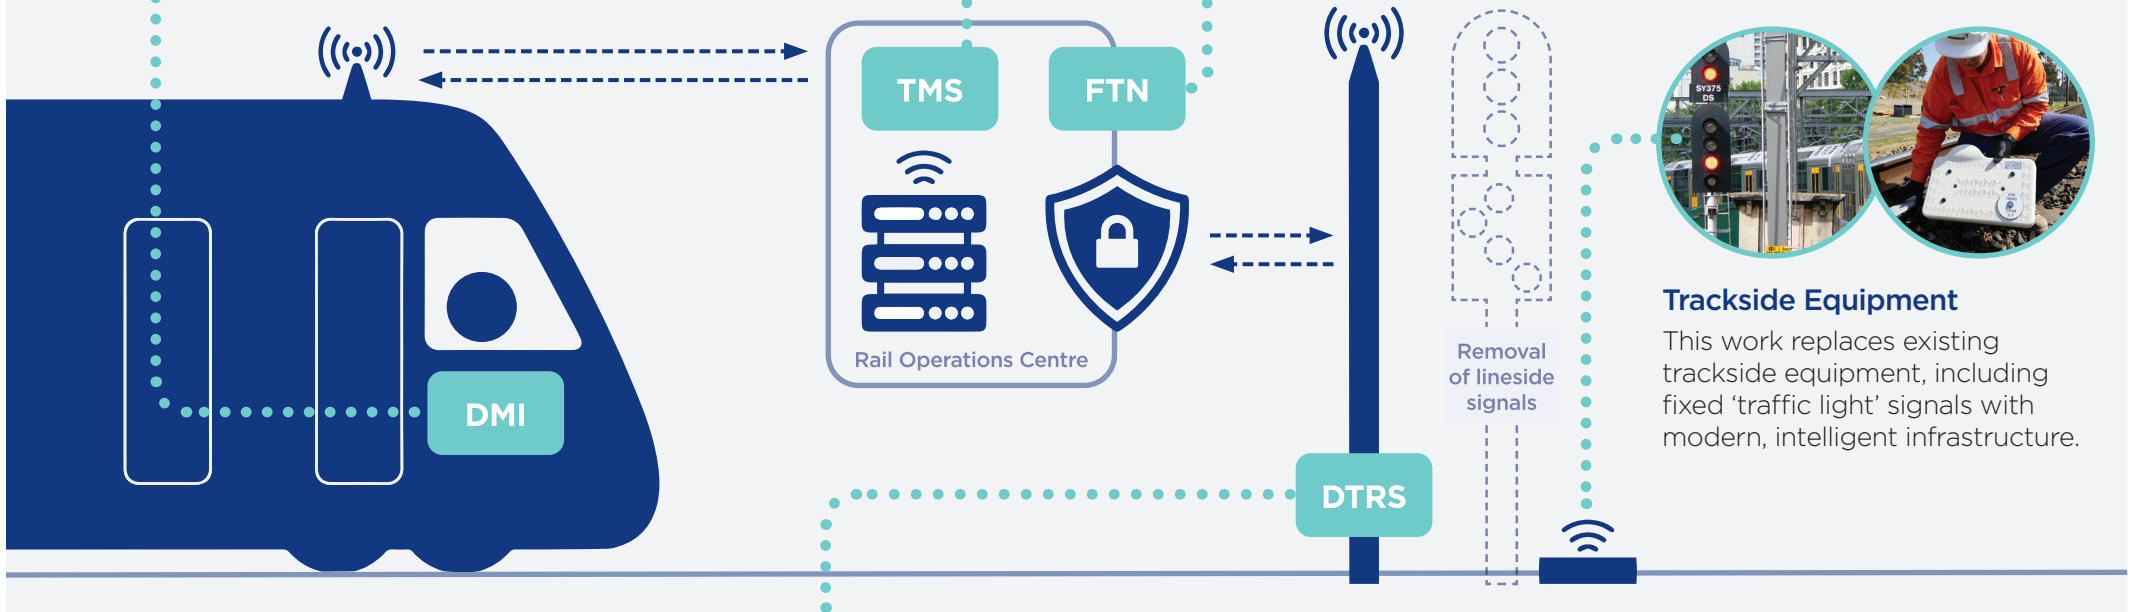 TMS
FTN
Rail Operations Centre
DMI
DTRS
Removal
of lineside
signals
SY375
DS
Trackside Equipment
This work replaces existing
trackside equipment, including
fixed ‘traffic light’ signals with
modern, intelligent infrastructure.